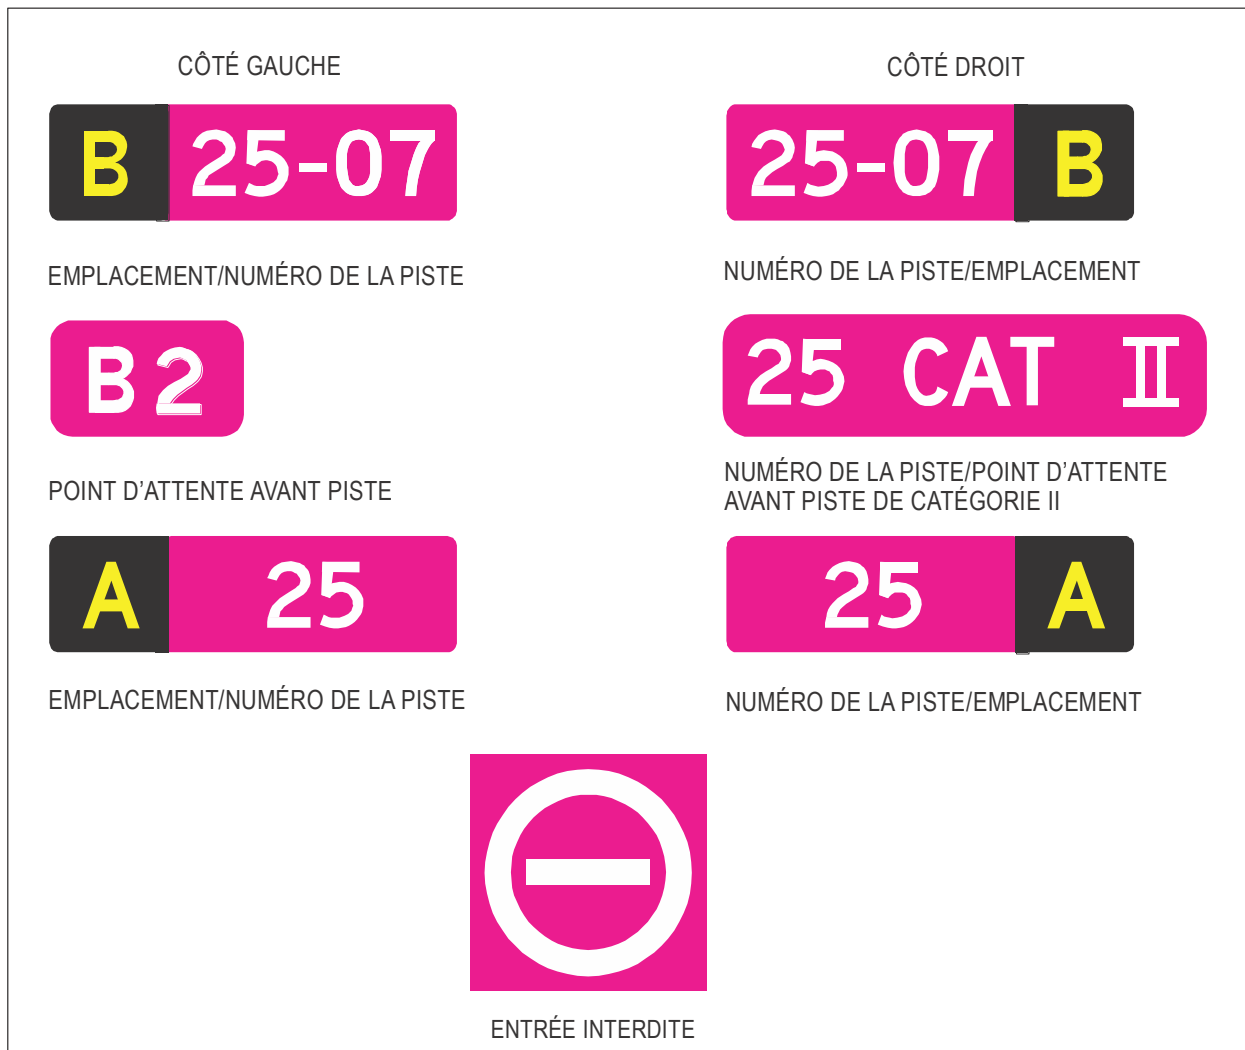 CÔTÉ GAUCHE
CÔTÉ DROIT
B 25-07
25-07 B
EMPLACEMENT/NUMÉRO DE LA PISTE
NUMÉRO DE LA PISTE/EMPLACEMENT
B2
25 CAT II
POINT D’ATTENTE AVANT PISTE
NUMÉRO DE LA PISTE/POINT D’ATTENTE
AVANT PISTE DE CATÉGORIE II
A 25
25 A
EMPLACEMENT/NUMÉRO DE LA PISTE
NUMÉRO DE LA PISTE/EMPLACEMENT
ENTRÉE INTERDITE